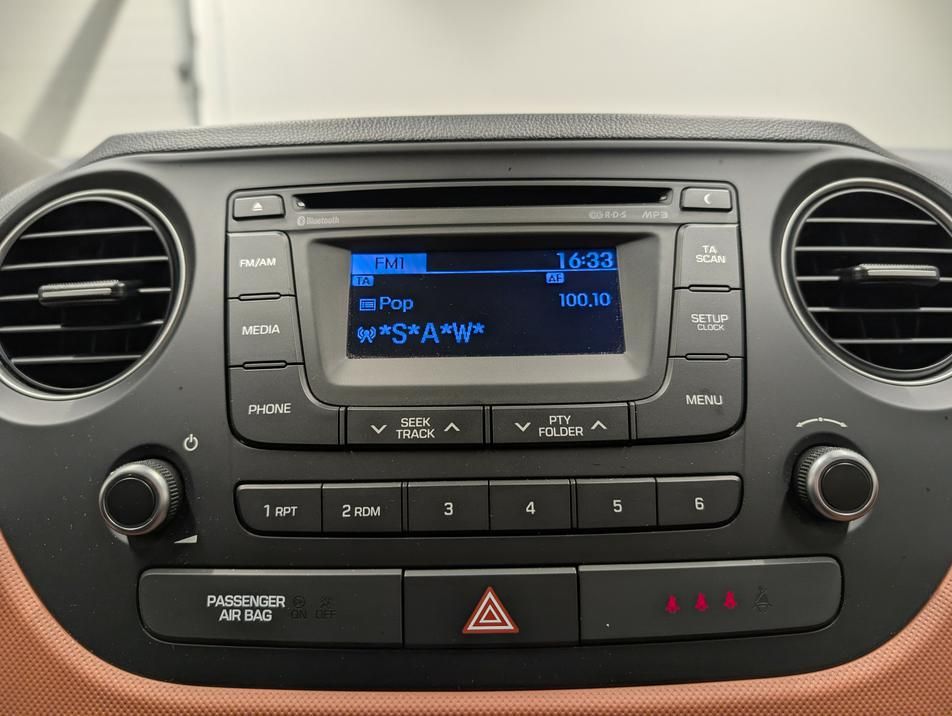 Bluetooth
R·D·S MP3
FM/AM
MEDIA
PHONE
FM1 16:33
TA AF
Pop 100.10
*S*A*W*
TA
SCAN
SETUP
CLOCK
MENU
SEEK
TRACK
PTY
FOLDER
1 RPT
2 RDM
3
4
5
6
PASSENGER
AIR BAG
ON OFF